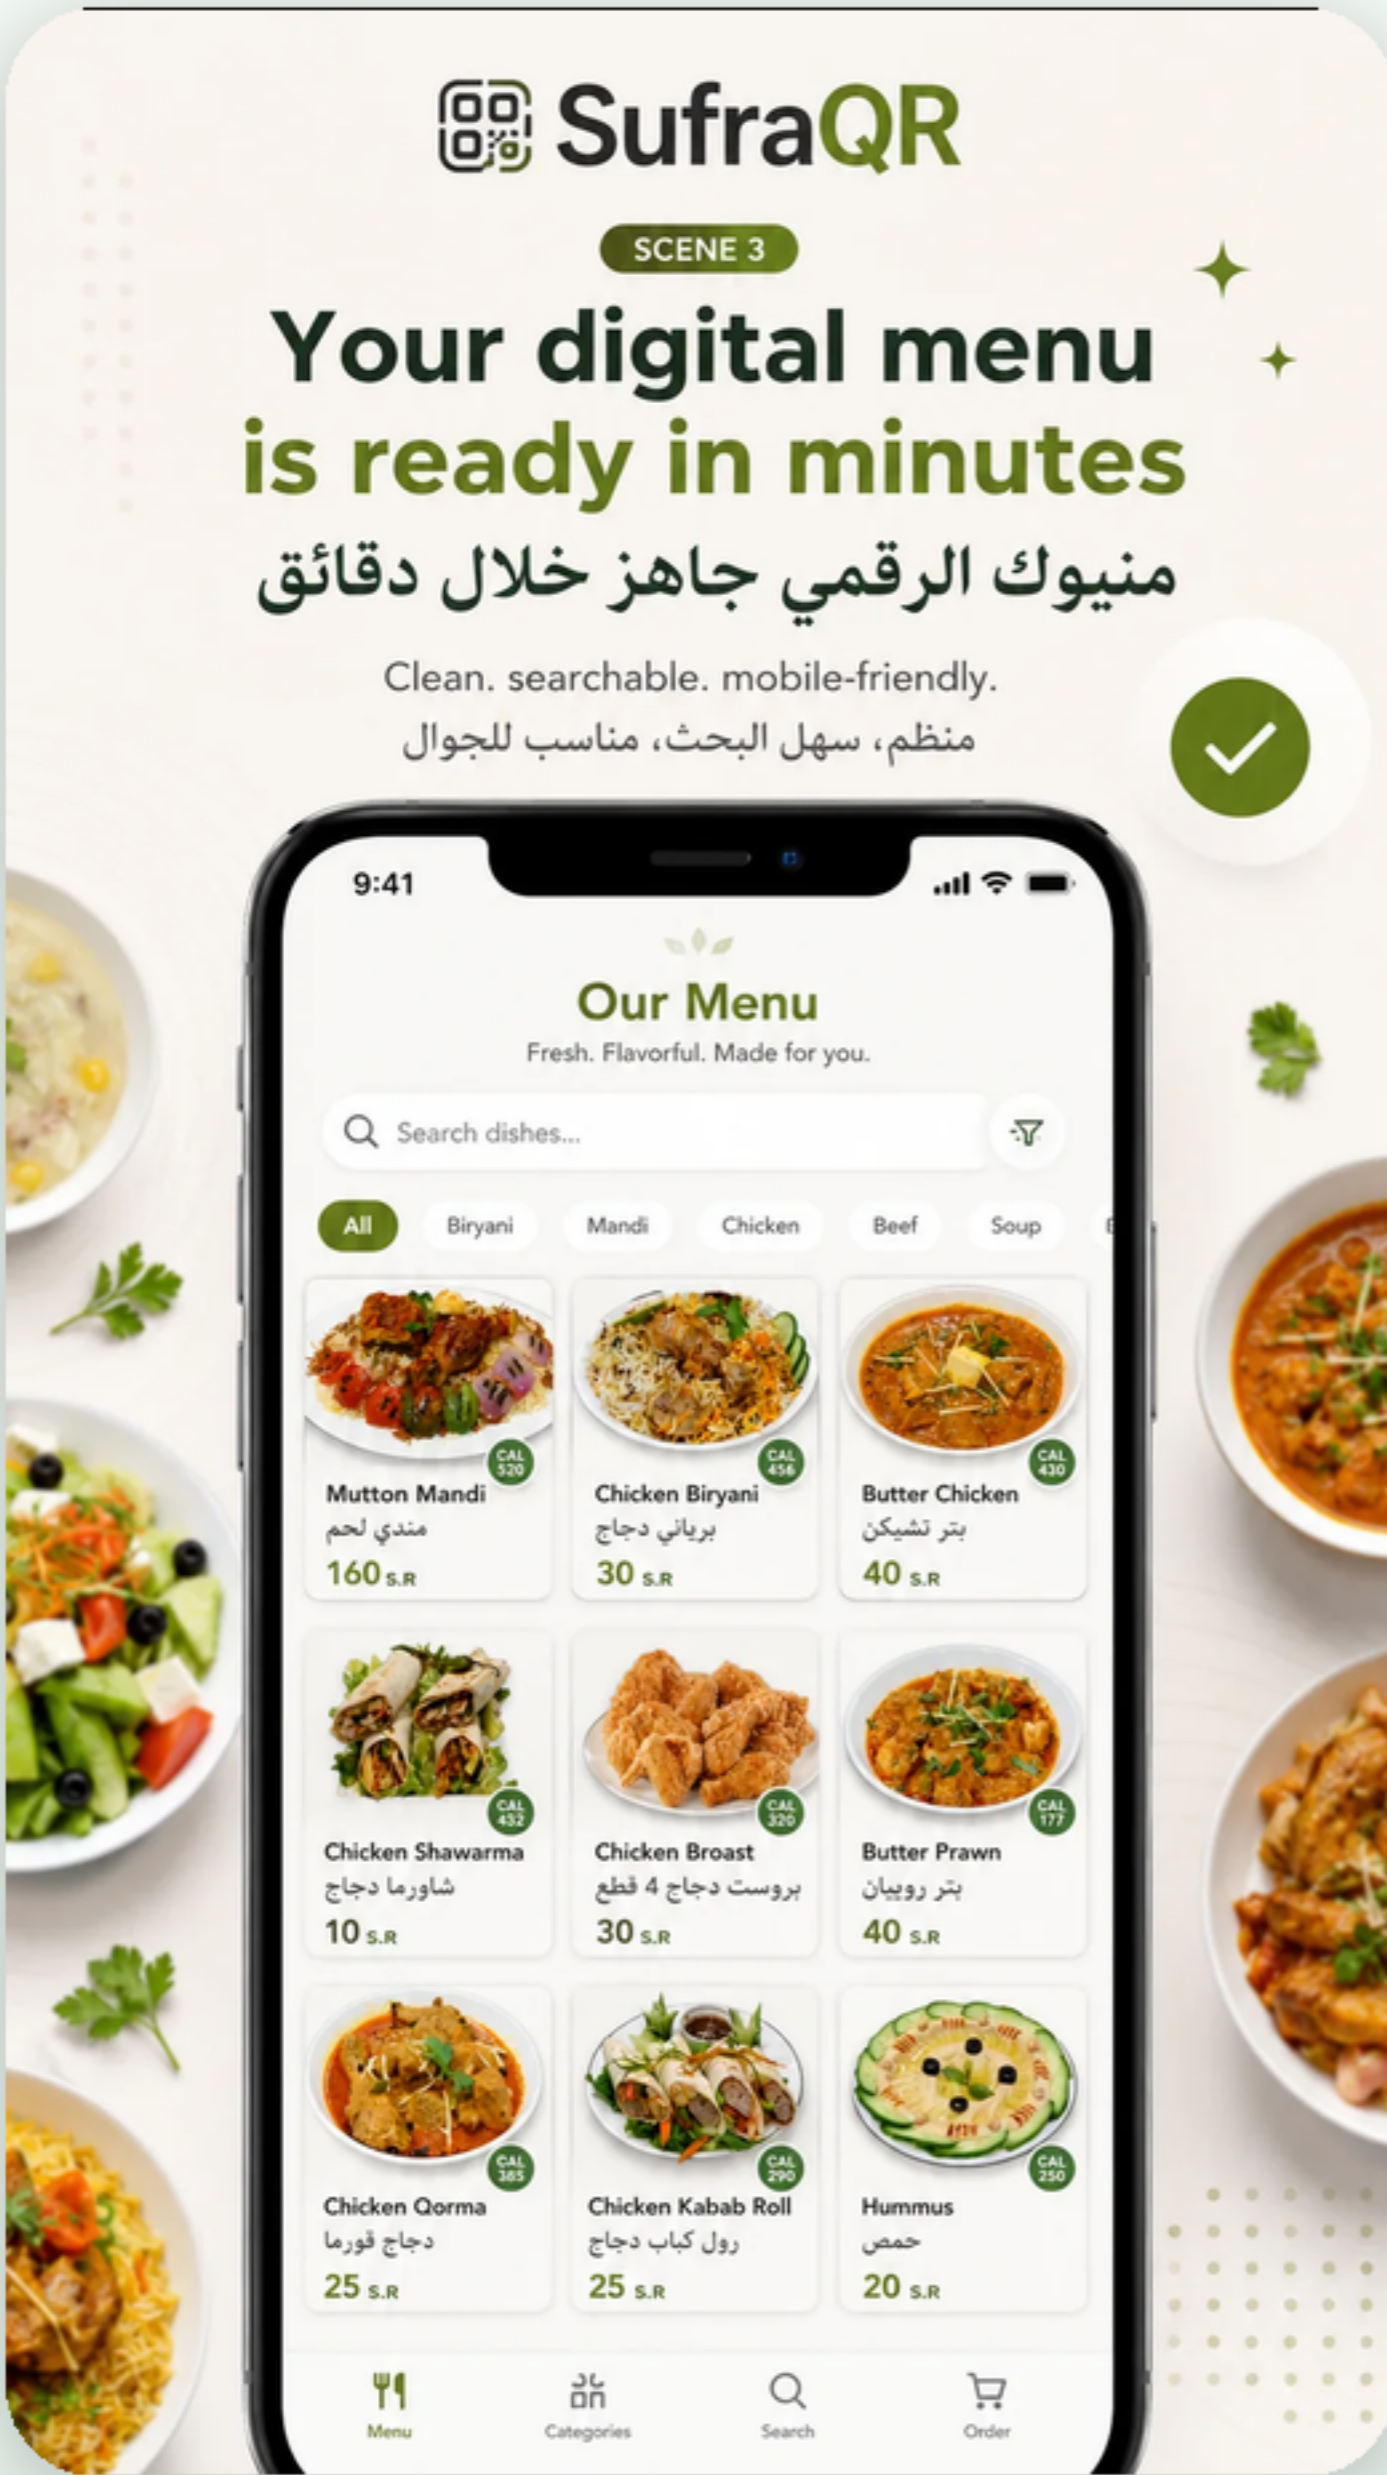 SufraQR
SCENE 3
Your digital menu
is ready in minutes
منيوك الرقمي جاهز خلال دقائق
Clean. searchable. mobile-friendly.
منظم، سهل البحث، مناسب للجوال
9:41
Our Menu
Fresh. Flavorful. Made for you.
Search dishes...
All Biryani Mandi Chicken Beef Soup
CAL 520
Mutton Mandi
مندي لحم
160 S.R
CAL 456
Chicken Biryani
برياني دجاج
30 S.R
CAL 430
Butter Chicken
بتر تشيكن
40 S.R
CAL 432
Chicken Shawarma
شاورما دجاج
10 S.R
CAL 320
Chicken Broast
بروست دجاج 4 قطع
30 S.R
CAL 177
Butter Prawn
بتر روبيان
40 S.R
CAL 385
Chicken Qorma
دجاج قورما
25 S.R
CAL 290
Chicken Kabab Roll
رول كباب دجاج
25 S.R
CAL 250
Hummus
حمص
20 S.R
Menu Categories Search Order